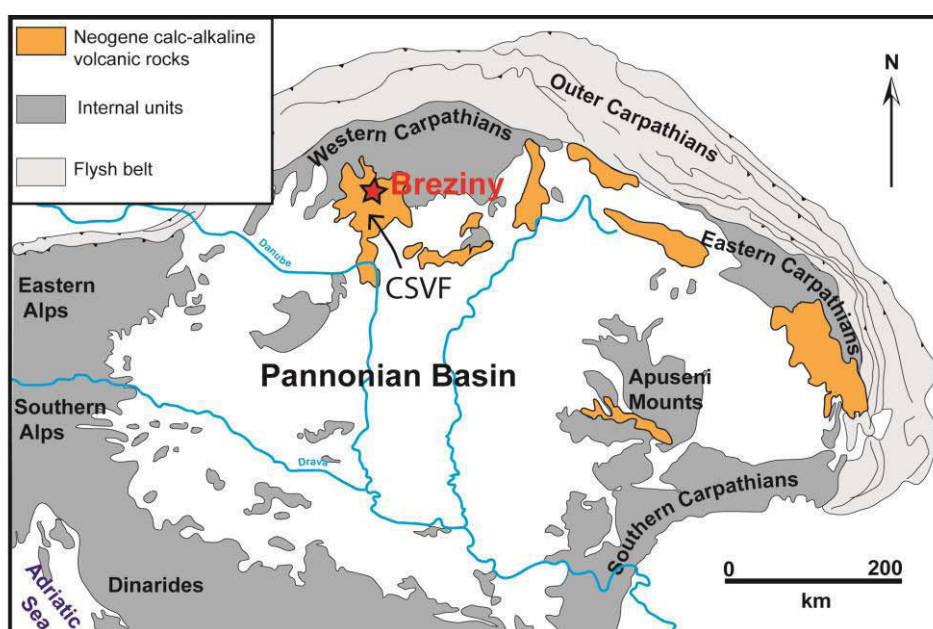 Neogene calc-alkaline
volcanic rocks
Internal units
Flysh belt
N
Outer Carpathians
Western Carpathians
Breziny
Danube
CSVF
Eastern Carpathians
Eastern
Alps
Pannonian Basin
Apuseni
Mounts
Southern
Alps
Drava
Southern Carpathians
Dinarides
Adriatic
Sea
0
200
km